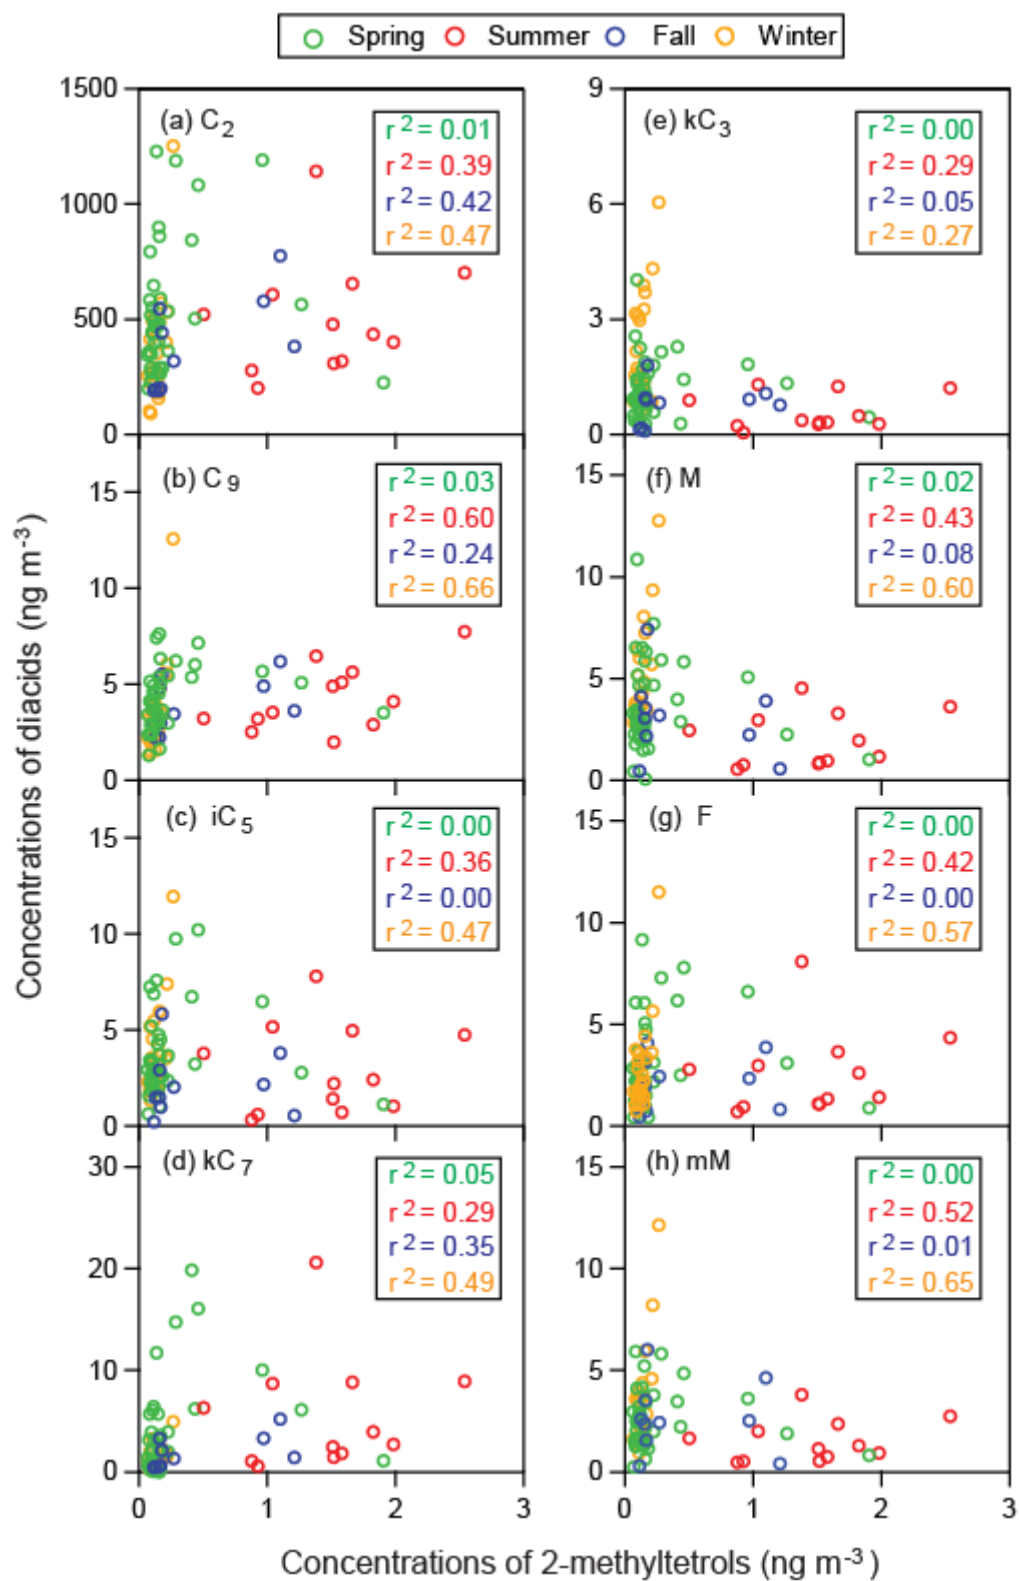 Spring Summer Fall Winter
Concentrations of diacids (ng m-3)
1500
1000
500
0
(a) C2
r2 = 0.01
r2 = 0.39
r2 = 0.42
r2 = 0.47
9
6
3
0
(e) kC3
r2 = 0.00
r2 = 0.29
r2 = 0.05
r2 = 0.27
15
10
5
0
(b) C9
r2 = 0.03
r2 = 0.60
r2 = 0.24
r2 = 0.66
15
10
5
0
(f) M
r2 = 0.02
r2 = 0.43
r2 = 0.08
r2 = 0.60
15
10
5
0
(c) iC5
r2 = 0.00
r2 = 0.36
r2 = 0.00
r2 = 0.47
15
10
5
0
(g) F
r2 = 0.00
r2 = 0.42
r2 = 0.00
r2 = 0.57
30
20
10
0
(d) kC7
r2 = 0.05
r2 = 0.29
r2 = 0.35
r2 = 0.49
15
10
5
0
(h) mM
r2 = 0.00
r2 = 0.52
r2 = 0.01
r2 = 0.65
0 1 2 3
0 1 2 3
Concentrations of 2-methyltetrols (ng m-3)